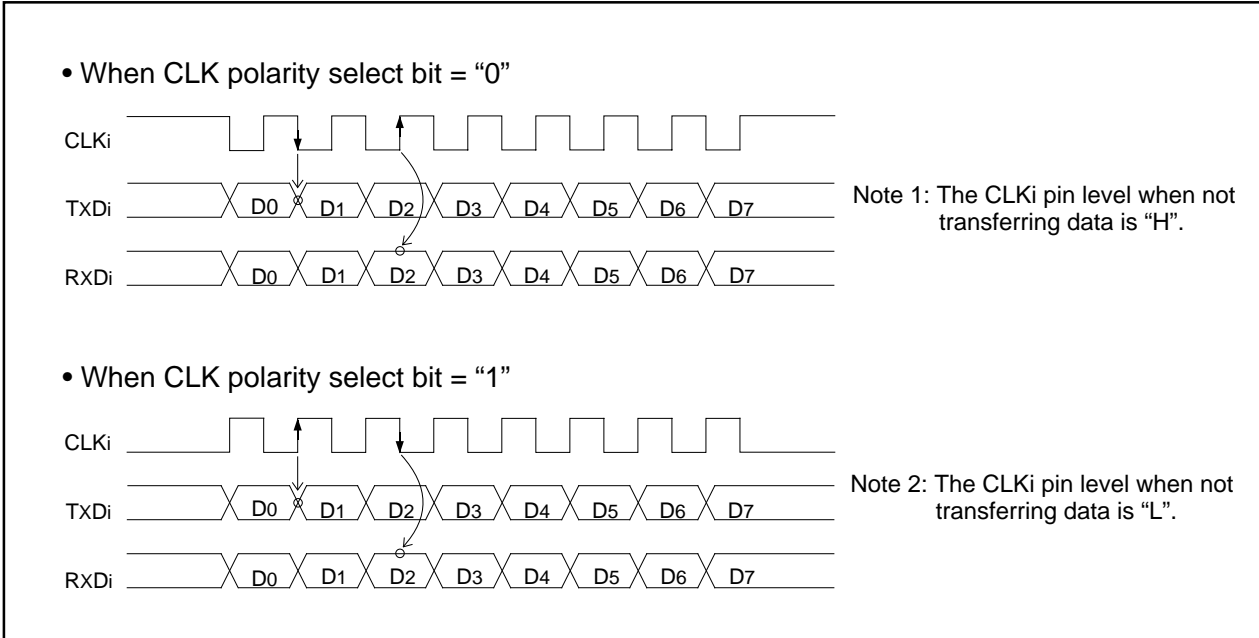 • When CLK polarity select bit = “0”
CLKi
TXDi
D0 D1 D2 D3 D4 D5 D6 D7
RXDi
D0 D1 D2 D3 D4 D5 D6 D7
Note 1: The CLKi pin level when not
transferring data is “H”.
• When CLK polarity select bit = “1”
CLKi
TXDi
D0 D1 D2 D3 D4 D5 D6 D7
RXDi
D0 D1 D2 D3 D4 D5 D6 D7
Note 2: The CLKi pin level when not
transferring data is “L”.